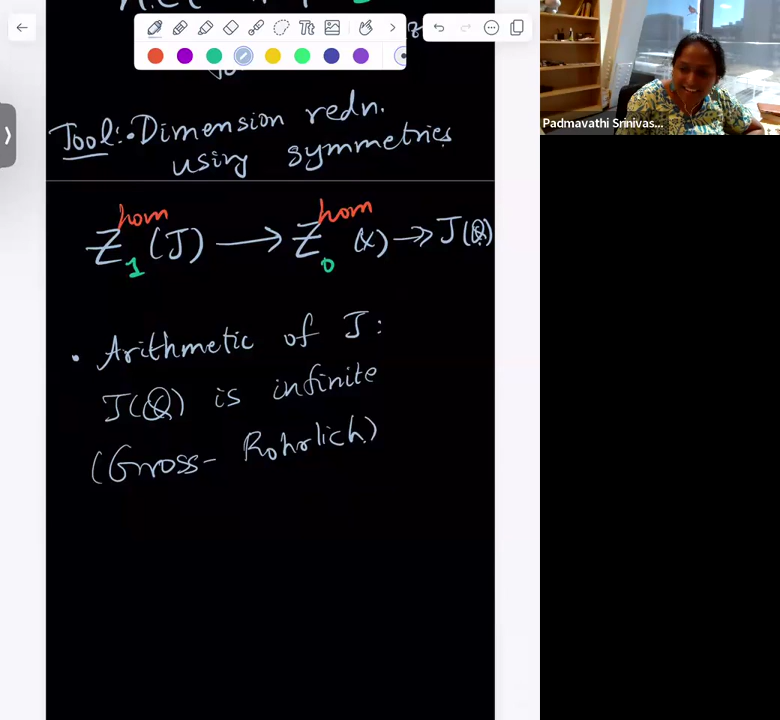 Tool: • Dimension redn.
using symmetries
Z₁^hom (J) ⟶ Z₀^hom (X) ↠ J(ℚ)
• Arithmetic of J:
J(ℚ) is infinite
(Gross- Rohrlich)
Padmavathi Srinivas...